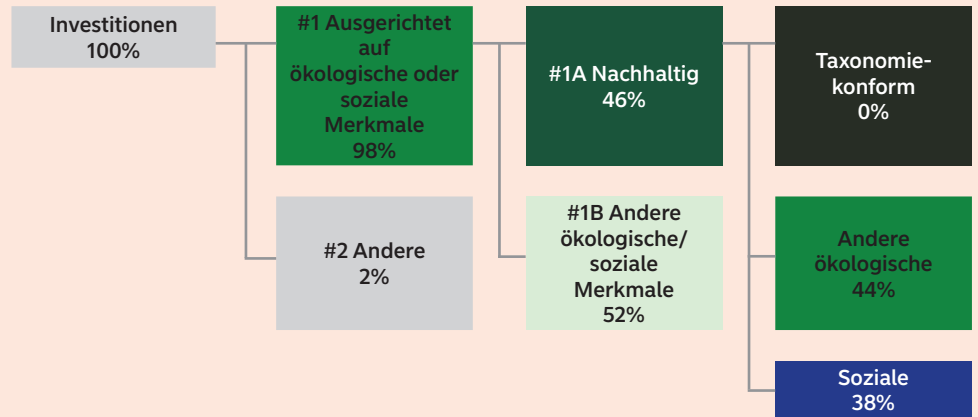 Investitionen
100%
#1 Ausgerichtet
auf
ökologische oder
soziale
Merkmale
98%
#2 Andere
2%
#1A Nachhaltig
46%
#1B Andere
ökologische/
soziale
Merkmale
52%
Taxonomie-
konform
0%
Andere
ökologische
44%
Soziale
38%